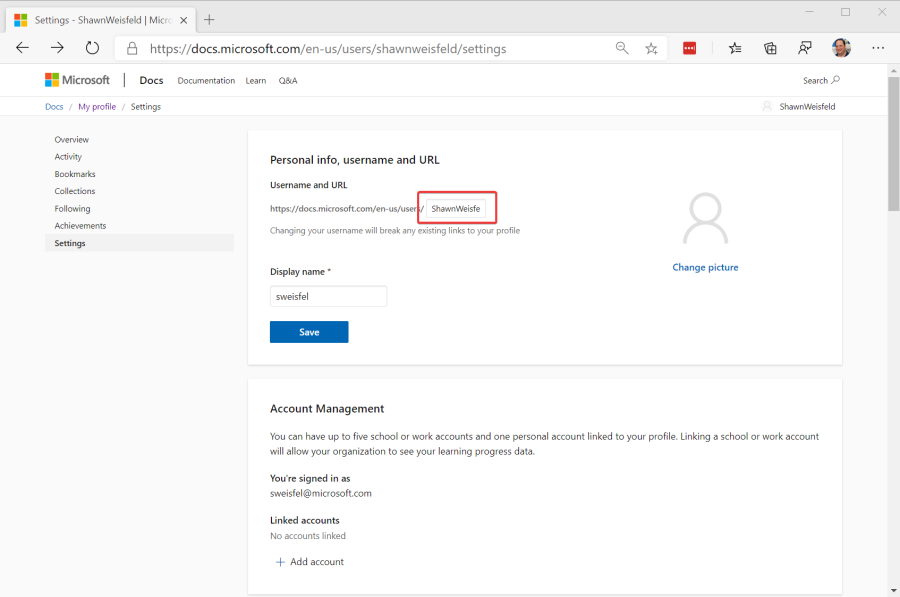 Settings - ShawnWeisfeld | Micro
https://docs.microsoft.com/en-us/users/shawnweisfeld/settings
Microsoft | Docs Documentation Learn Q&A Search
Docs / My profile / Settings ShawnWeisfeld
Overview
Activity
Bookmarks
Collections
Following
Achievements
Settings
Personal info, username and URL
Username and URL
https://docs.microsoft.com/en-us/users/ ShawnWeisfe
Changing your username will break any existing links to your profile
Display name *
sweisfel
Save
Change picture
Account Management
You can have up to five school or work accounts and one personal account linked to your profile. Linking a school or work account
will allow your organization to see your learning progress data.
You're signed in as
sweisfel@microsoft.com
Linked accounts
No accounts linked
+ Add account